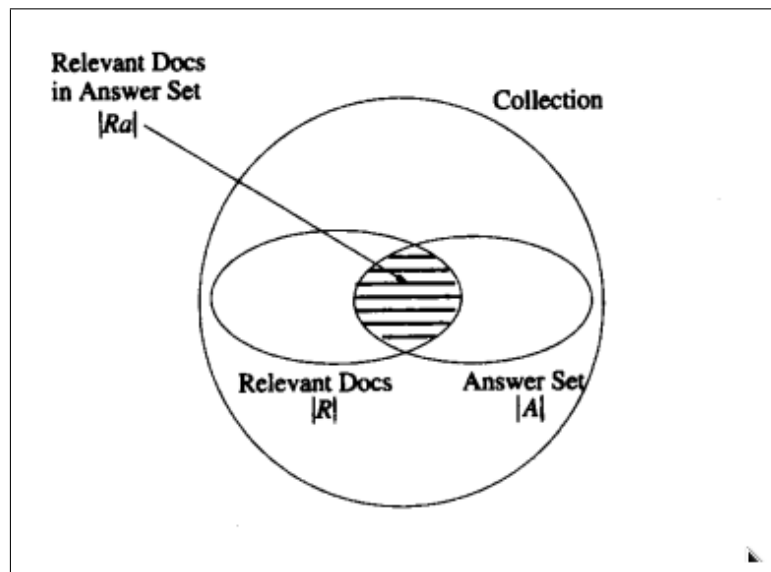 Relevant Docs
in Answer Set
|Ra|
Collection
Relevant Docs
|R|
Answer Set
|A|